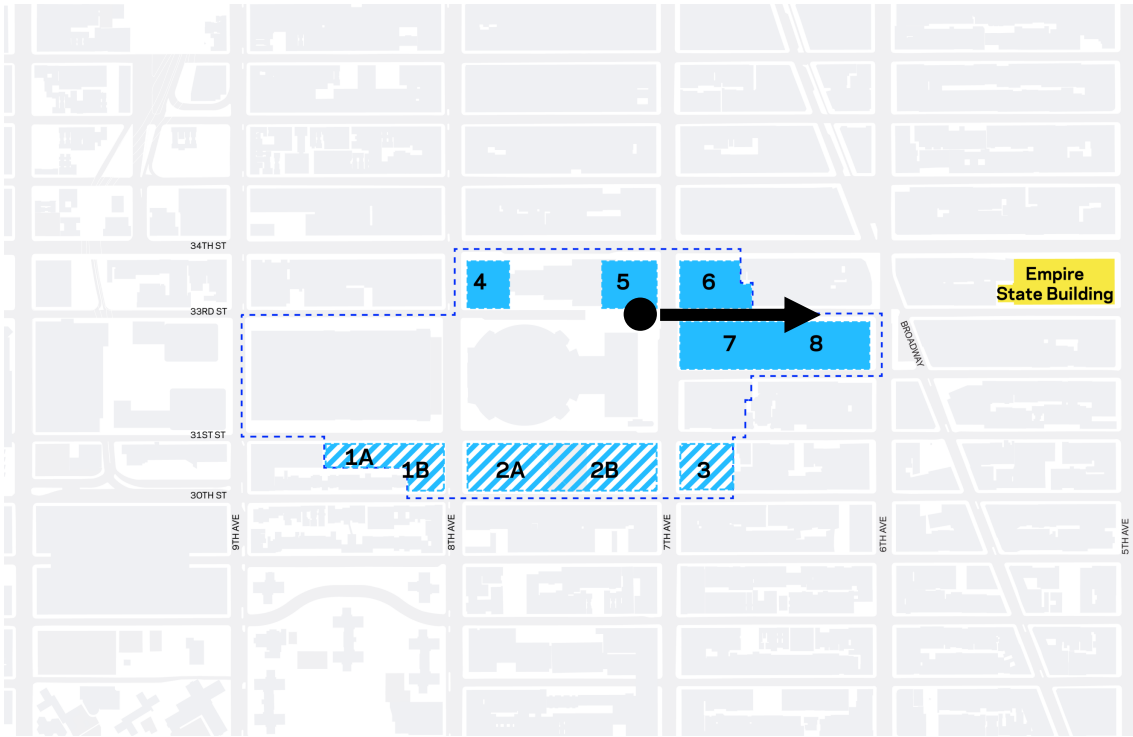 34TH ST
4
5
6
Empire
State Building
33RD ST
7
8
BROADWAY
31ST ST
1A
1B
2A
2B
3
30TH ST
9TH AVE
8TH AVE
7TH AVE
6TH AVE
5TH AVE